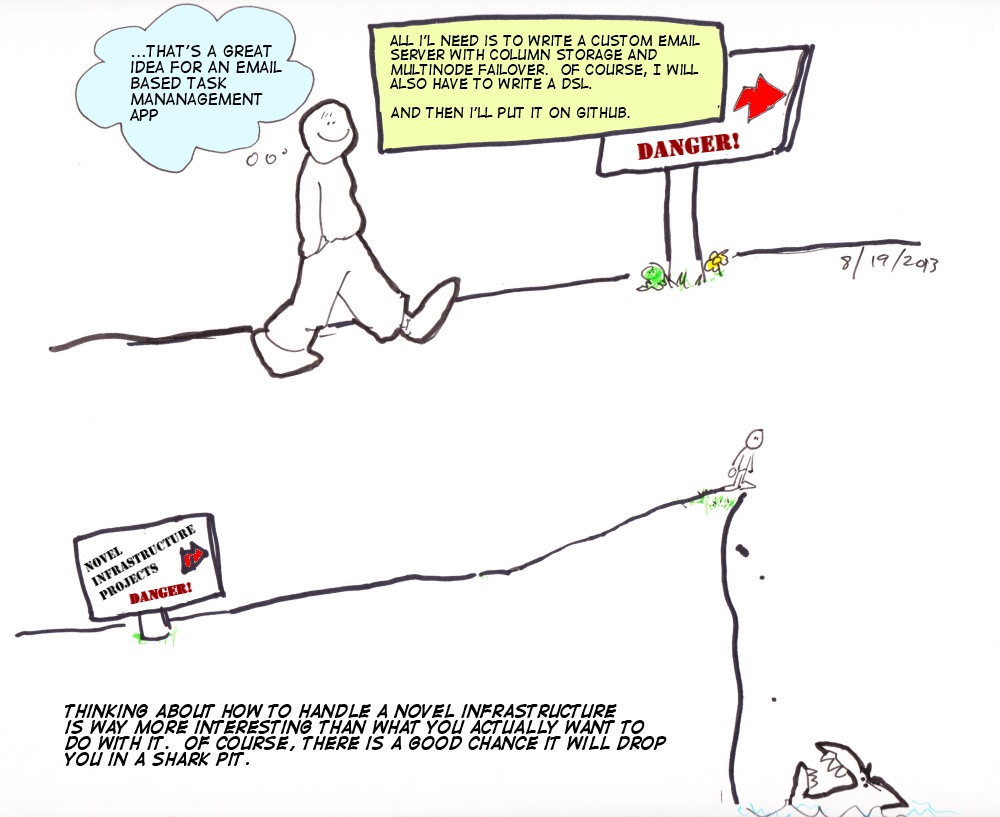 ...THAT'S A GREAT
IDEA FOR AN EMAIL
BASED TASK
MANANAGEMENT
APP
ALL I'L NEED IS TO WRITE A CUSTOM EMAIL
SERVER WITH COLUMN STORAGE AND
MULTINODE FAILOVER. OF COURSE, I WILL
ALSO HAVE TO WRITE A DSL.
AND THEN I'LL PUT IT ON GITHUB.
DANGER!
8/19/2013
NOVEL
INFRASTRUCTURE
PROJECTS
DANGER!
THINKING ABOUT HOW TO HANDLE A NOVEL INFRASTRUCTURE
IS WAY MORE INTERESTING THAN WHAT YOU ACTUALLY WANT TO
DO WITH IT. OF COURSE, THERE IS A GOOD CHANCE IT WILL DROP
YOU IN A SHARK PIT.